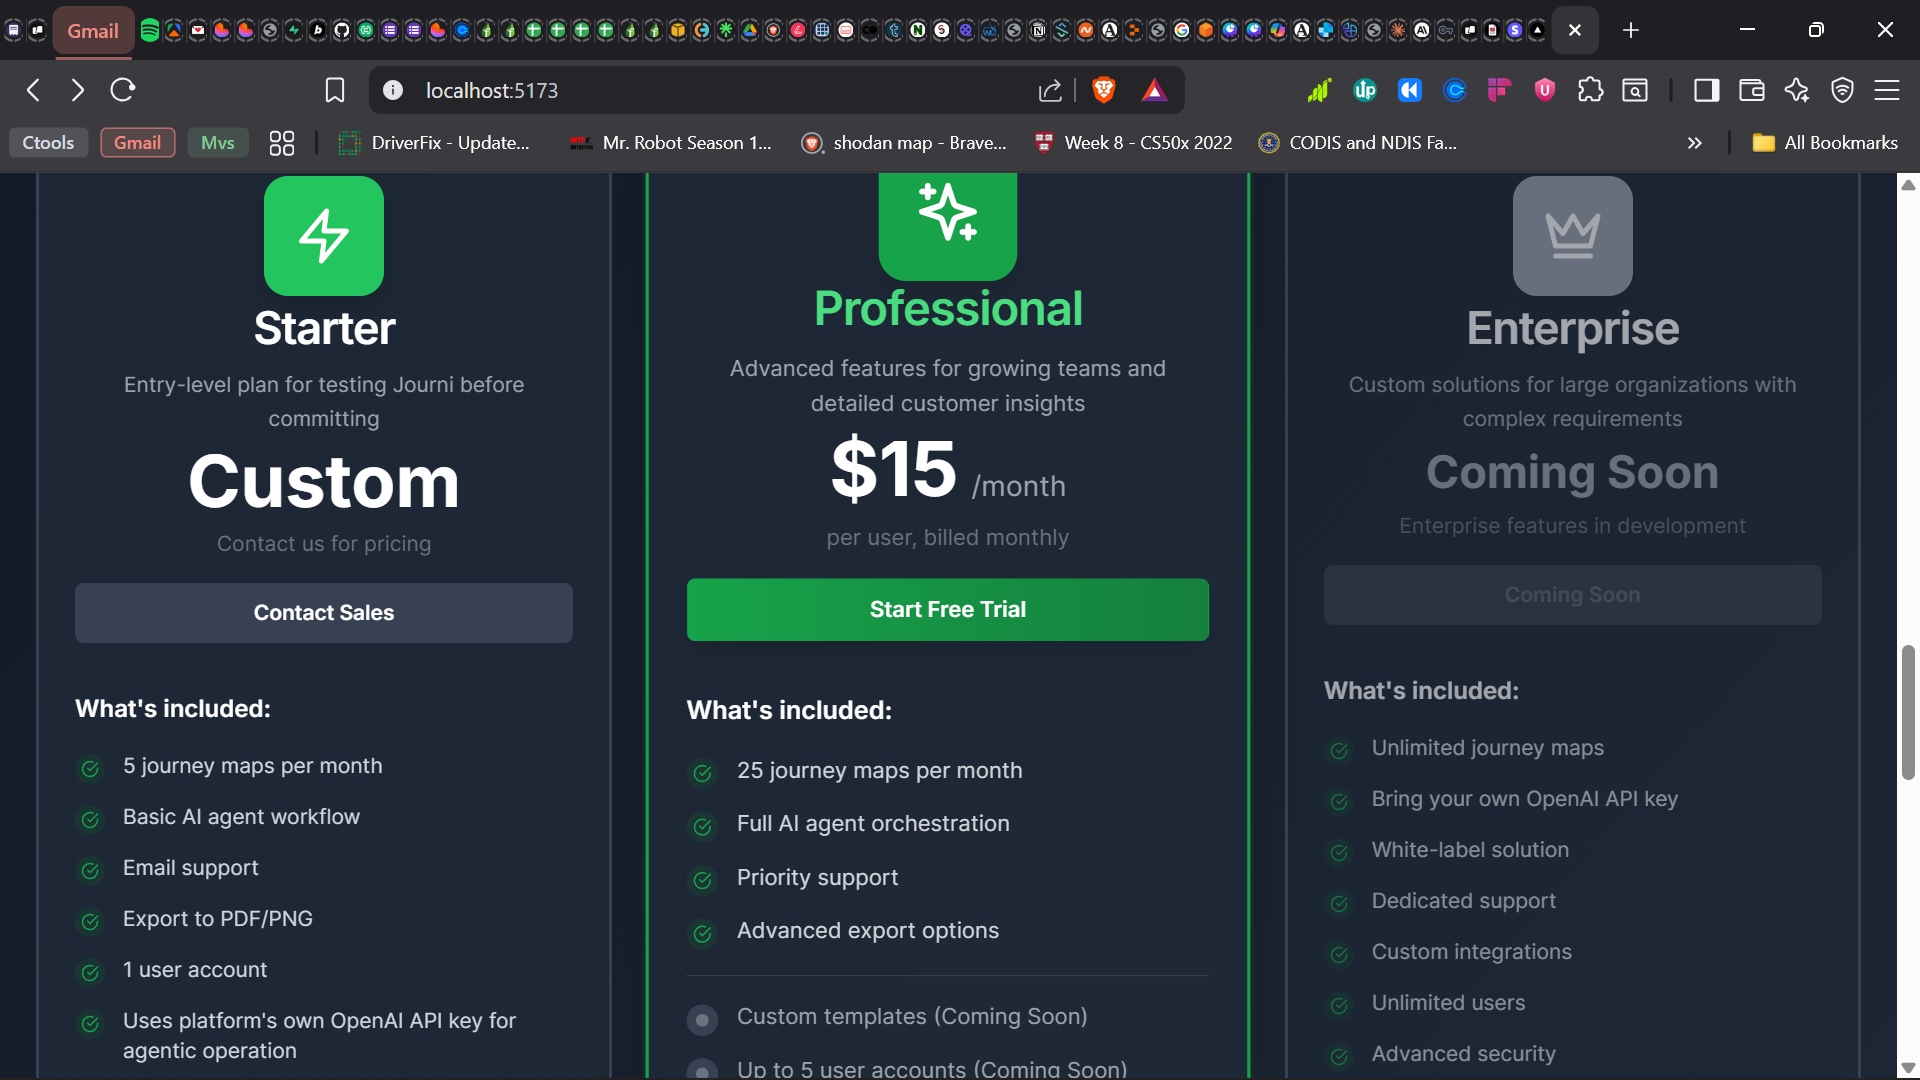 Gmail
localhost:5173
Ctools
Gmail
Mvs
DriverFix - Update...
Mr. Robot Season 1...
shodan map - Brave...
Week 8 - CS50x 2022
CODIS and NDIS Fa...
All Bookmarks
Starter
Entry-level plan for testing Journi before
committing
Custom
Contact us for pricing
Contact Sales
What's included:
5 journey maps per month
Basic AI agent workflow
Email support
Export to PDF/PNG
1 user account
Uses platform's own OpenAI API key for
agentic operation
Professional
Advanced features for growing teams and
detailed customer insights
$15 /month
per user, billed monthly
Start Free Trial
What's included:
25 journey maps per month
Full AI agent orchestration
Priority support
Advanced export options
Custom templates (Coming Soon)
Up to 5 user accounts (Coming Soon)
Enterprise
Custom solutions for large organizations with
complex requirements
Coming Soon
Enterprise features in development
Coming Soon
What's included:
Unlimited journey maps
Bring your own OpenAI API key
White-label solution
Dedicated support
Custom integrations
Unlimited users
Advanced security